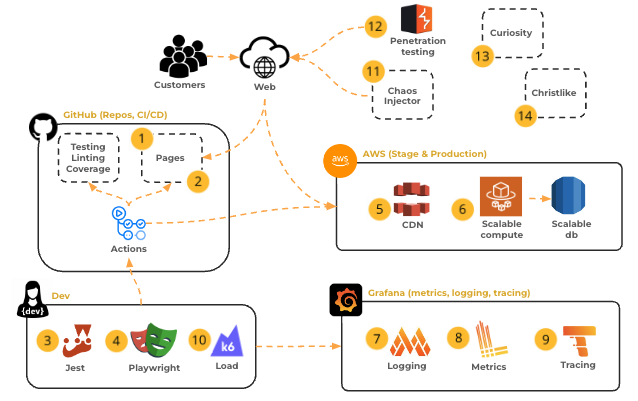 12
Penetration
testing
Curiosity
13
Customers
Web
11
Chaos
Injector
Christlike
14
GitHub (Repos, CI/CD)
1
Testing
Linting
Coverage
Pages
2
Actions
aws
AWS (Stage & Production)
5
CDN
6
Scalable
compute
Scalable
db
{dev}
Dev
3
Jest
4
Playwright
10
k6
Load
Grafana (metrics, logging, tracing)
7
Logging
8
Metrics
9
Tracing